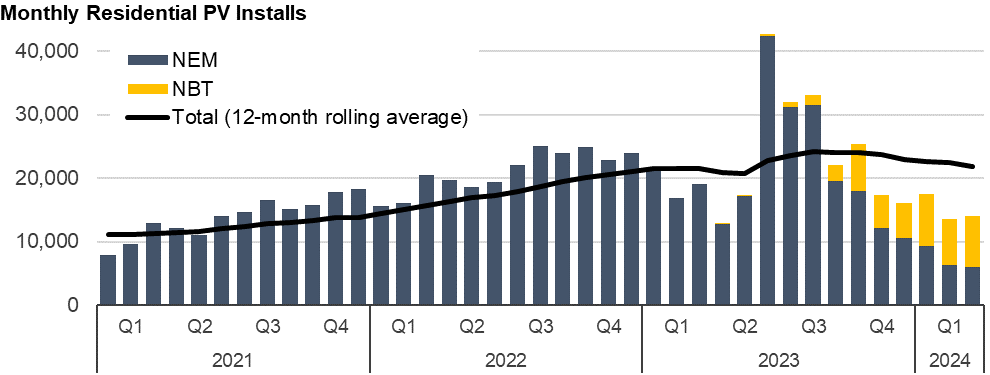 Monthly Residential PV Installs
40,000
30,000
20,000
10,000
0
NEM
NBT
Total (12-month rolling average)
Q1 Q2 Q3 Q4 Q1 Q2 Q3 Q4 Q1 Q2 Q3 Q4 Q1
2021 2022 2023 2024